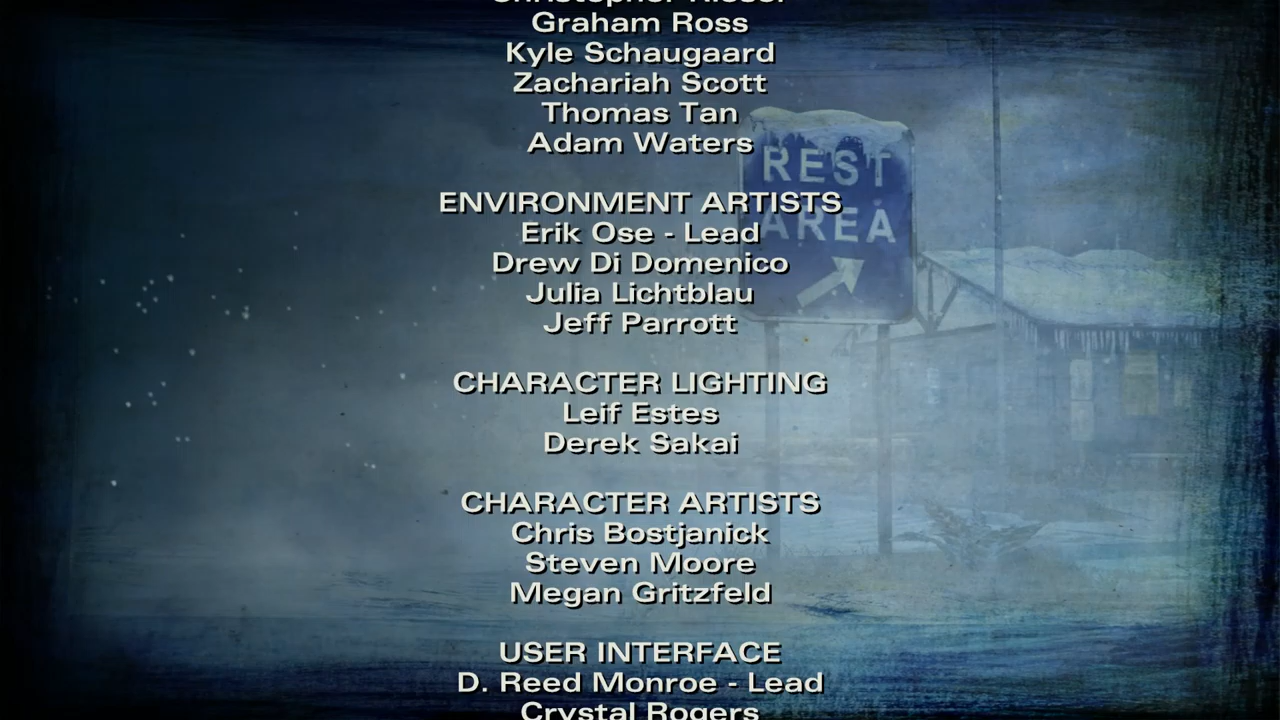 Graham Ross
Kyle Schaugaard
Zachariah Scott
Thomas Tan
Adam Waters
REST
AREA
ENVIRONMENT ARTISTS
Erik Ose - Lead
Drew Di Domenico
Julia Lichtblau
Jeff Parrott
CHARACTER LIGHTING
Leif Estes
Derek Sakai
CHARACTER ARTISTS
Chris Bostjanick
Steven Moore
Megan Gritzfeld
USER INTERFACE
D. Reed Monroe - Lead
Crystal Rogers